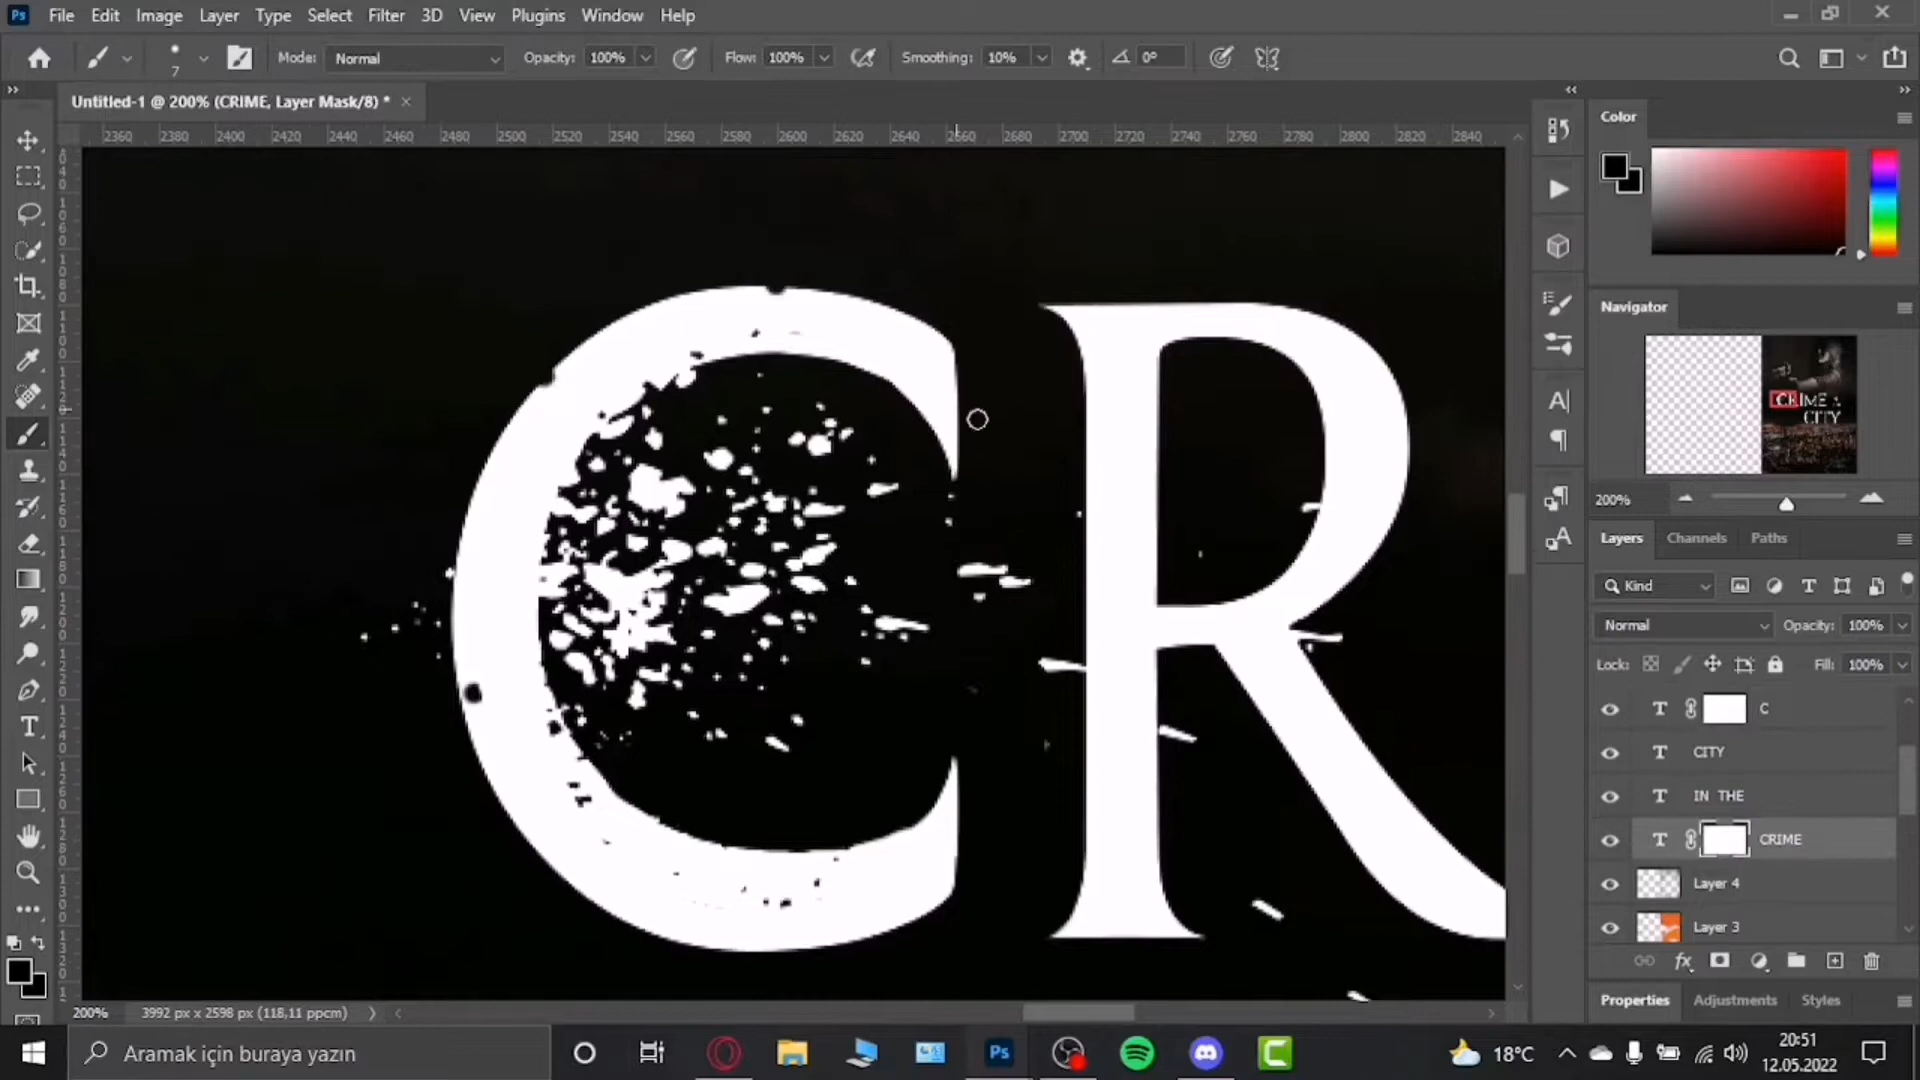 Ps File Edit Image Layer Type Select Filter 3D View Plugins Window Help
7 Mode: Normal Opacity: 100% Flow: 100% Smoothing: 10% 0°
Untitled-1 @ 200% (CRIME, Layer Mask/8) *
2360 2380 2400 2420 2440 2460 2480 2500 2520 2540 2560 2580 2600 2620 2640 2660 2680 2700 2720 2740 2760 2780 2800 2820 2840
CR
Color
Navigator
CRIME
CITY
200%
Layers Channels Paths
Kind
Normal Opacity: 100%
Lock: Fill: 100%
C
CITY
IN THE
CRIME
Layer 4
Layer 3
200% 3992 px x 2598 px (118,11 ppcm)
Properties Adjustments Styles
Aramak için buraya yazın
Ps
18°C
20:51
12.05.2022